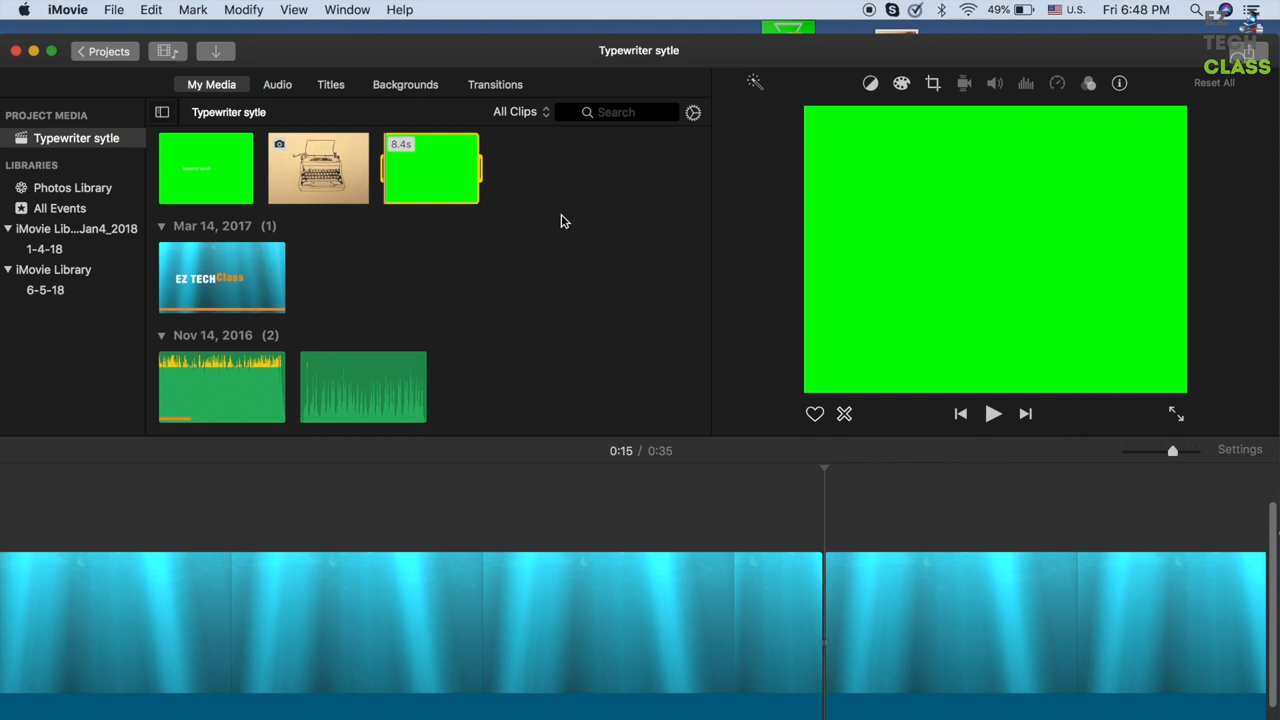 iMovie File Edit Mark Modify View Window Help 49% U.S. Fri 6:48 PM
EZ
TECH
CLASS
Projects Typewriter sytle
My Media Audio Titles Backgrounds Transitions Reset All
PROJECT MEDIA Typewriter sytle All Clips Search
Typewriter sytle
LIBRARIES
Photos Library
All Events
iMovie Lib...Jan4_2018
1-4-18
iMovie Library
6-5-18
8.4s
Mar 14, 2017 (1)
EZ TECH Class
Nov 14, 2016 (2)
0:15 / 0:35 Settings